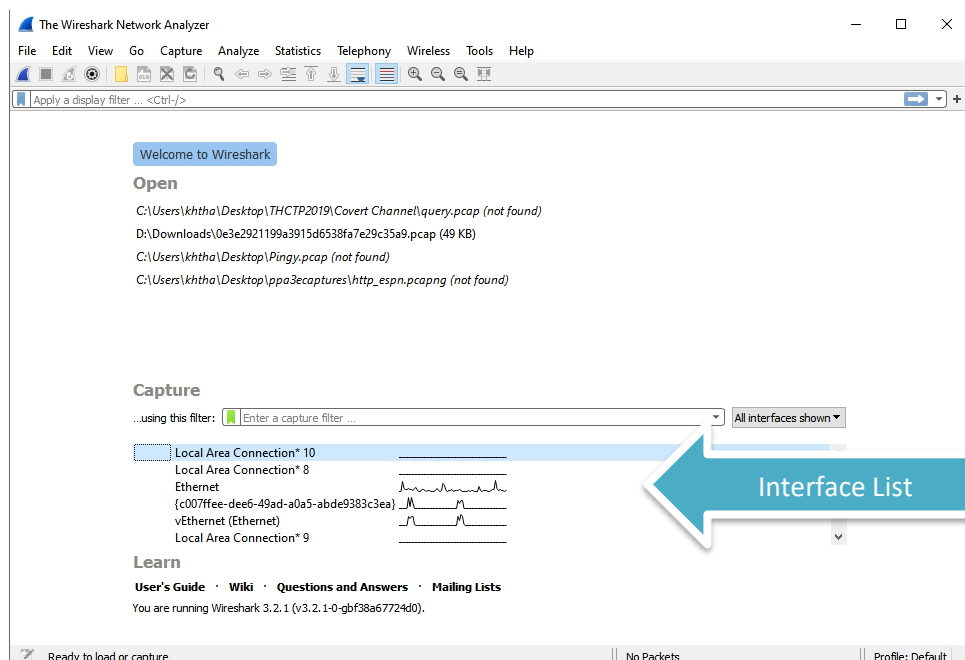 The Wireshark Network Analyzer
File Edit View Go Capture Analyze Statistics Telephony Wireless Tools Help
Apply a display filter ... <Ctrl-/>
Welcome to Wireshark
Open
C:\Users\khtha\Desktop\THCTP2019\Covert Channel\query.pcap (not found)
D:\Downloads\0e3e2921199a3915d6538fa7e29c35a9.pcap (49 KB)
C:\Users\khtha\Desktop\Pingy.pcap (not found)
C:\Users\khtha\Desktop\ppa3ecaptures\http_espn.pcapng (not found)
Capture
...using this filter: Enter a capture filter ... All interfaces shown
Local Area Connection* 10
Local Area Connection* 8
Ethernet
{c007ffee-dee6-49ad-a0a5-abde9383c3ea}
vEthernet (Ethernet)
Local Area Connection* 9
Interface List
Learn
User's Guide · Wiki · Questions and Answers · Mailing Lists
You are running Wireshark 3.2.1 (v3.2.1-0-gbf38a67724d0).
Ready to load or capture No Packets Profile: Default